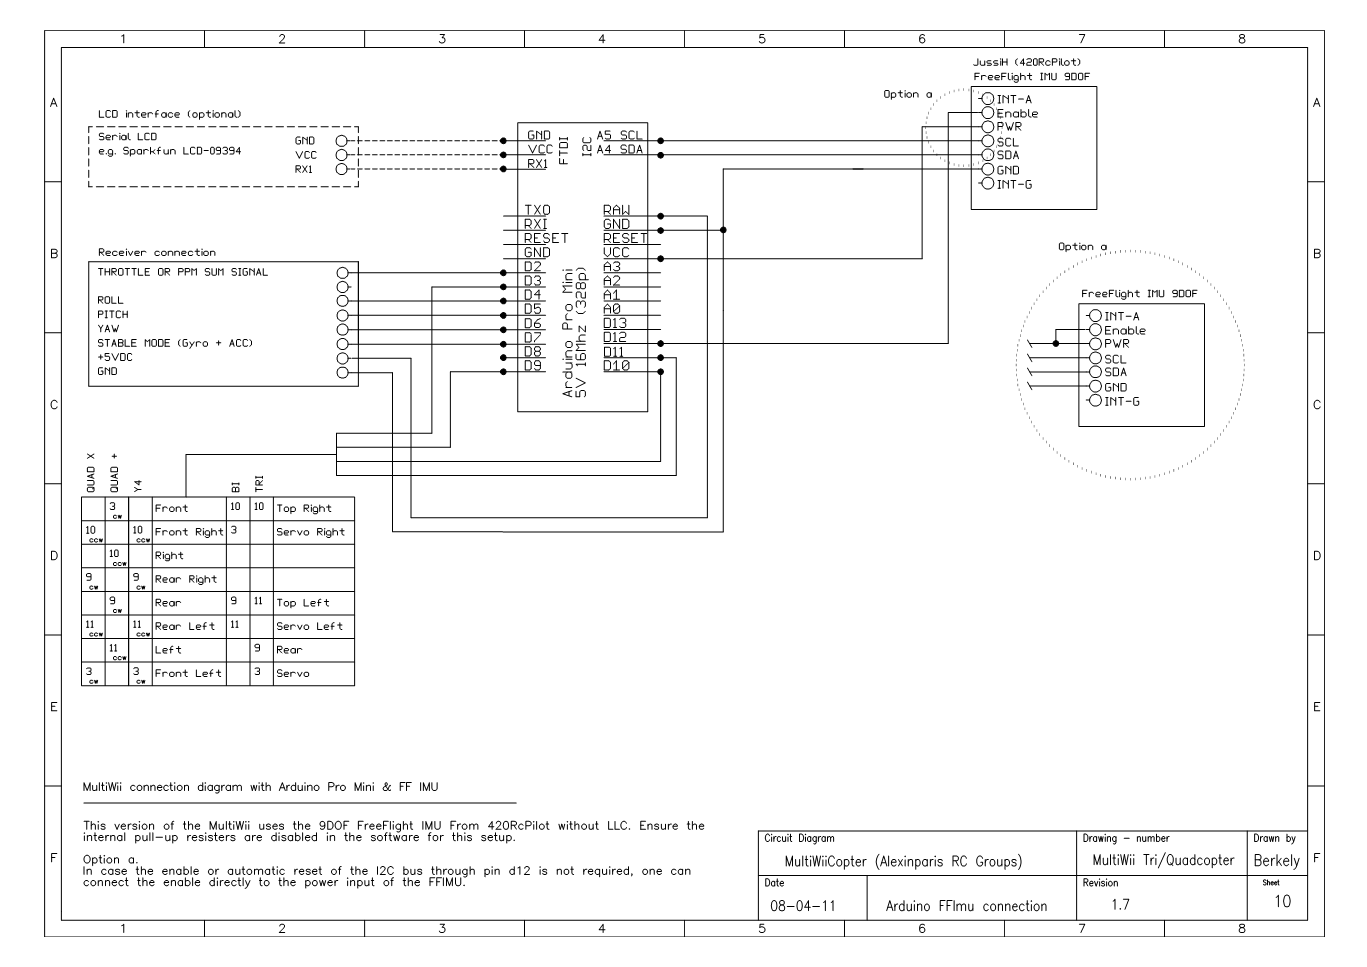 1 2 3 4 5 6 7 8
A A
B B
C C
D D
E E
F F
JussiH (420RcPilot)
FreeFlight IMU 9DOF
Option a
INT-A
Enable
PWR
SCL
SDA
GND
INT-G
LCD interface (optional)
Serial LCD
e.g. Sparkfun LCD-09394
GND
VCC
RX1
GND
VCC
RX1
FTDI
I2C
A5 SCL
A4 SDA
TXO RAW
RXI GND
RESET RESET
GND VCC
D2 A3
D3 A2
D4 A1
D5 A0
D6 D13
D7 D12
D8 D11
D9 D10
Arduino Pro Mini
5V 16Mhz (328p)
Receiver connection
THROTTLE OR PPM SUM SIGNAL
ROLL
PITCH
YAW
STABLE MODE (Gyro + ACC)
+5VDC
GND
Option a
FreeFlight IMU 9DOF
INT-A
Enable
PWR
SCL
SDA
GND
INT-G
QUAD X QUAD + Y4 BI TRI
3 cw Front 10 10 Top Right
10 ccw 10 ccw Front Right 3 Servo Right
10 ccw Right
9 cw 9 cw Rear Right
9 cw Rear 9 11 Top Left
11 ccw 11 ccw Rear Left 11 Servo Left
11 ccw Left 9 Rear
3 cw 3 cw Front Left 3 Servo
MultiWii connection diagram with Arduino Pro Mini & FF IMU
This version of the MultiWii uses the 9DOF FreeFlight IMU From 420RcPilot without LLC. Ensure the
internal pull-up resisters are disabled in the software for this setup.
Option a.
In case the enable or automatic reset of the I2C bus through pin d12 is not required, one can
connect the enable directly to the power input of the FFIMU.
Circuit Diagram
MultiWiiCopter (Alexinparis RC Groups)
Drawing - number
MultiWii Tri/Quadcopter
Drawn by
Berkely
Date
08-04-11
Arduino FFImu connection
Revision
1.7
Sheet
10
1 2 3 4 5 6 7 8